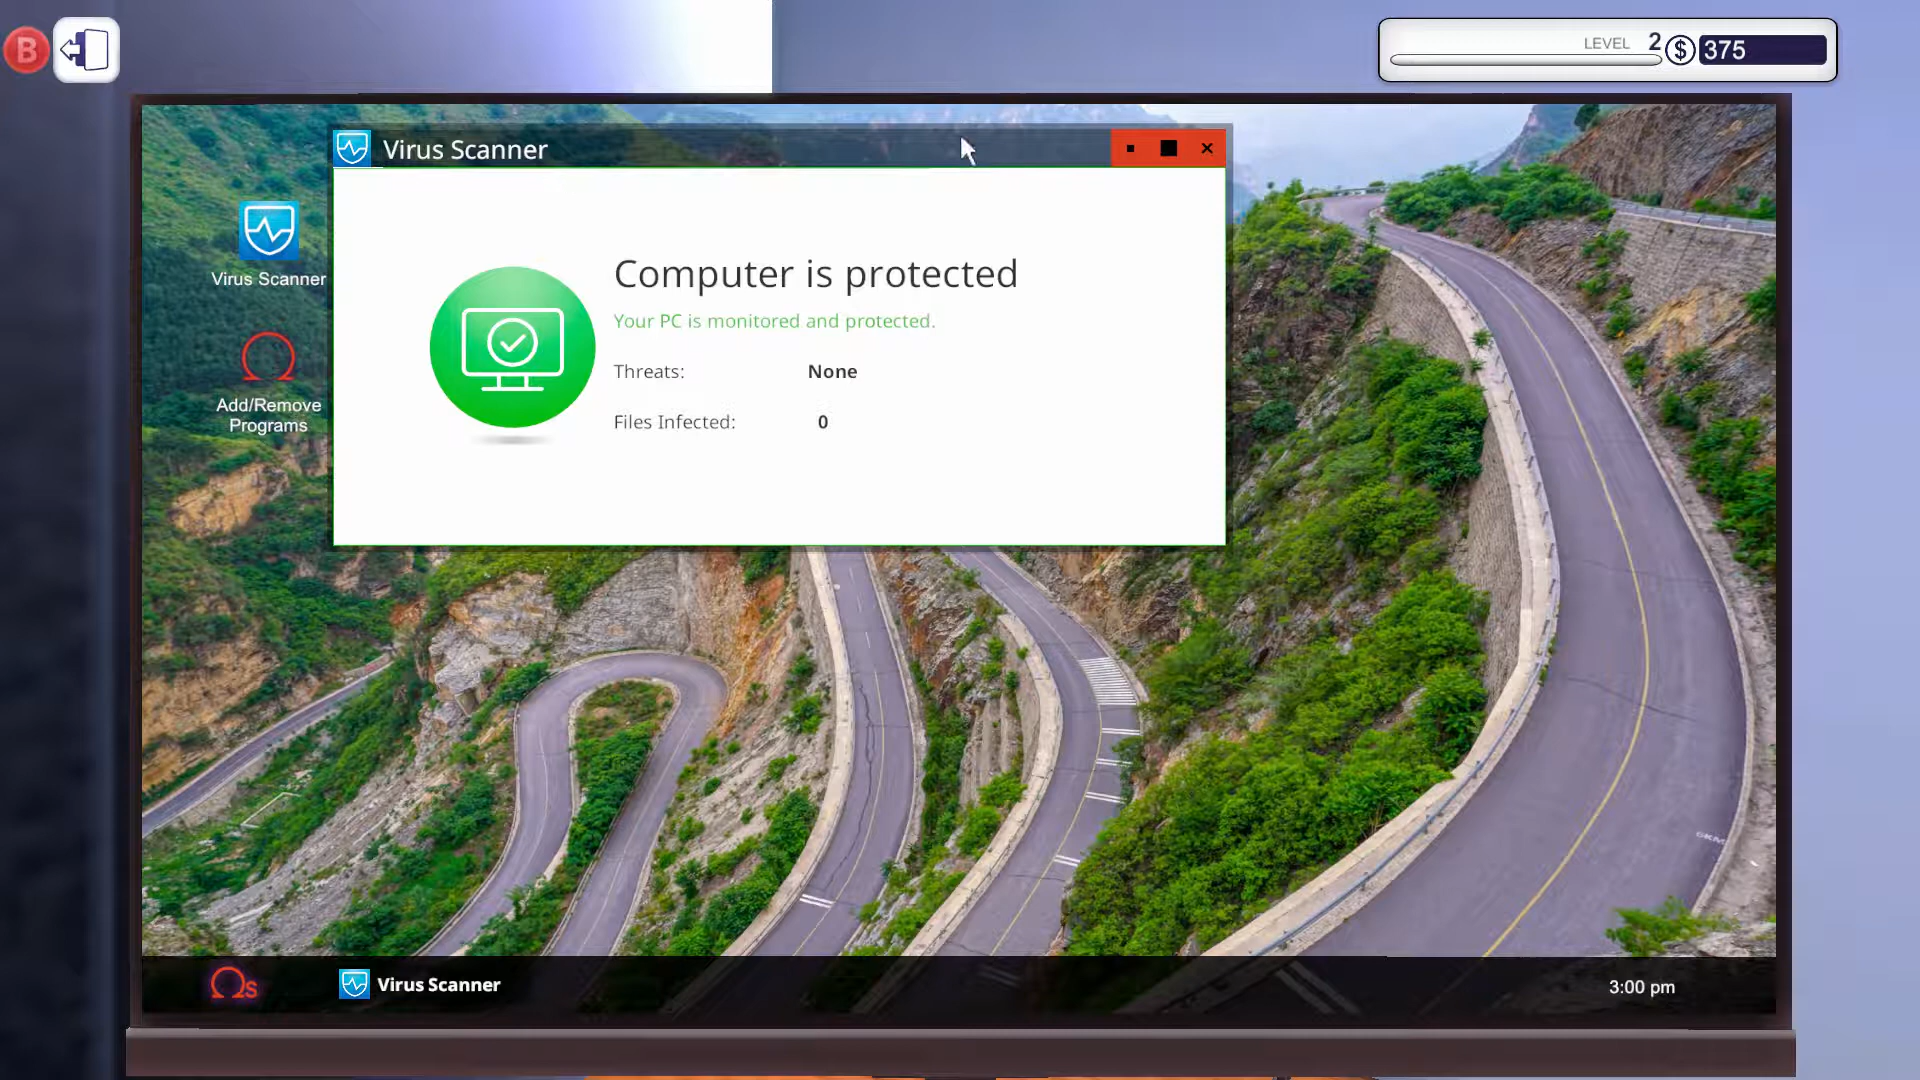 B
LEVEL 2 $ 375
Virus Scanner
Computer is protected
Your PC is monitored and protected.
Threats: None
Files Infected: 0
Virus Scanner
Add/Remove
Programs
Ωs
Virus Scanner
3:00 pm